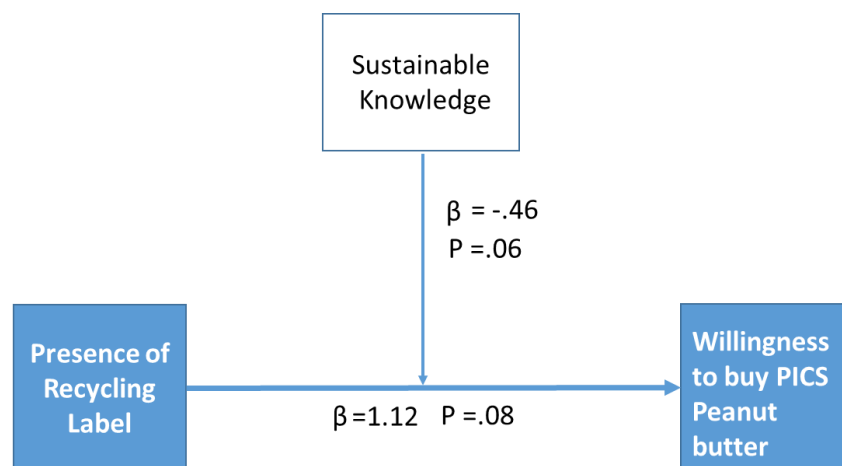 Sustainable
Knowledge
β = -.46
P =.06
Presence of
Recycling
Label
β=1.12 P =.08
Willingness
to buy PICS
Peanut
butter